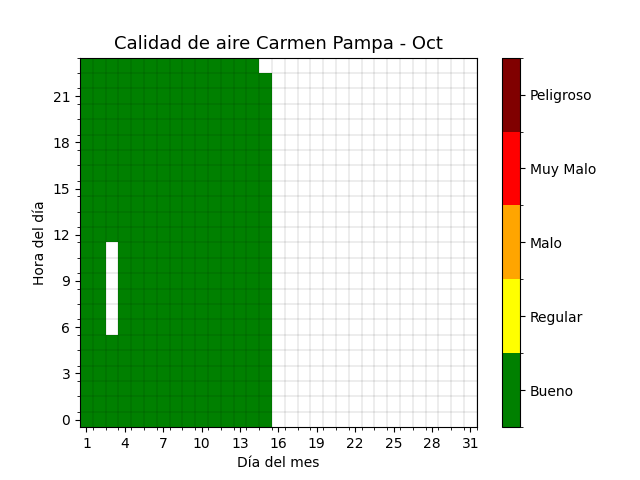 Calidad de aire Carmen Pampa - Oct
Peligroso
Muy Malo
Malo
Regular
Bueno
Hora del día
21
18
15
12
9
6
3
0
1 4 7 10 13 16 19 22 25 28 31
Día del mes